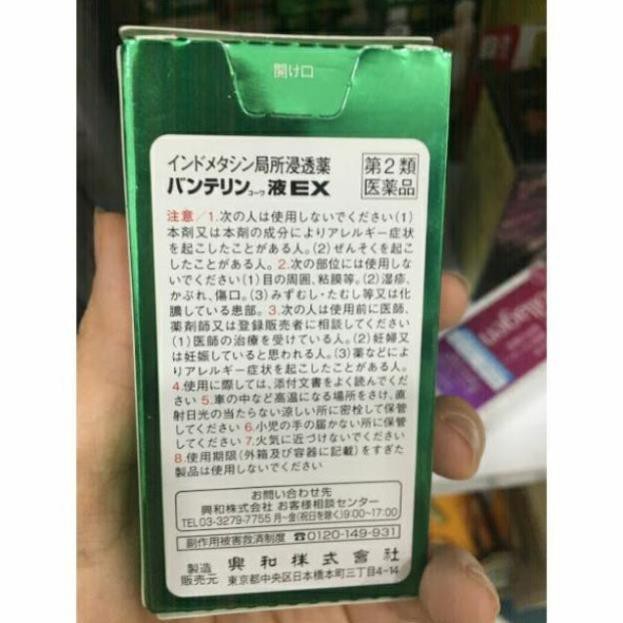 開け口
インドメタシン局所浸透薬
バンテリンコーワ液EX
第2類
医薬品
注意/1.次の人は使用しないでください(1)
本剤又は本剤の成分によりアレルギー症状
を起こしたことがある人。(2)ぜんそくを起こ
したことがある人。2.次の部位には使用しな
いでください(1)目の周囲、粘膜等。(2)湿疹、
かぶれ、傷口。(3)みずむし・たむし等又は化
膿している患部。3.次の人は使用前に医師、
薬剤師又は登録販売者に相談してください
(1)医師の治療を受けている人。(2)妊婦又
は妊娠していると思われる人。(3)薬などによ
りアレルギー症状を起こしたことがある人。
4.使用に際しては、添付文書をよく読んでくだ
さい 5.車の中など高温になる場所をさけ、直
射日光の当たらない涼しい所に密栓して保管
してください 6.小児の手の届かない所に保管
してください 7.火気に近づけないでください
8.使用期限(外箱及び容器に記載)をすぎた
製品は使用しないでください
お問い合わせ先
興和株式会社 お客様相談センター
TEL 03-3279-7755 月〜金(祝日を除く)9:00〜17:00
副作用被害救済制度 ☎0120-149-931
製造
販売元
興和株式会社
東京都中央区日本橋本町三丁目4-14
Collagen